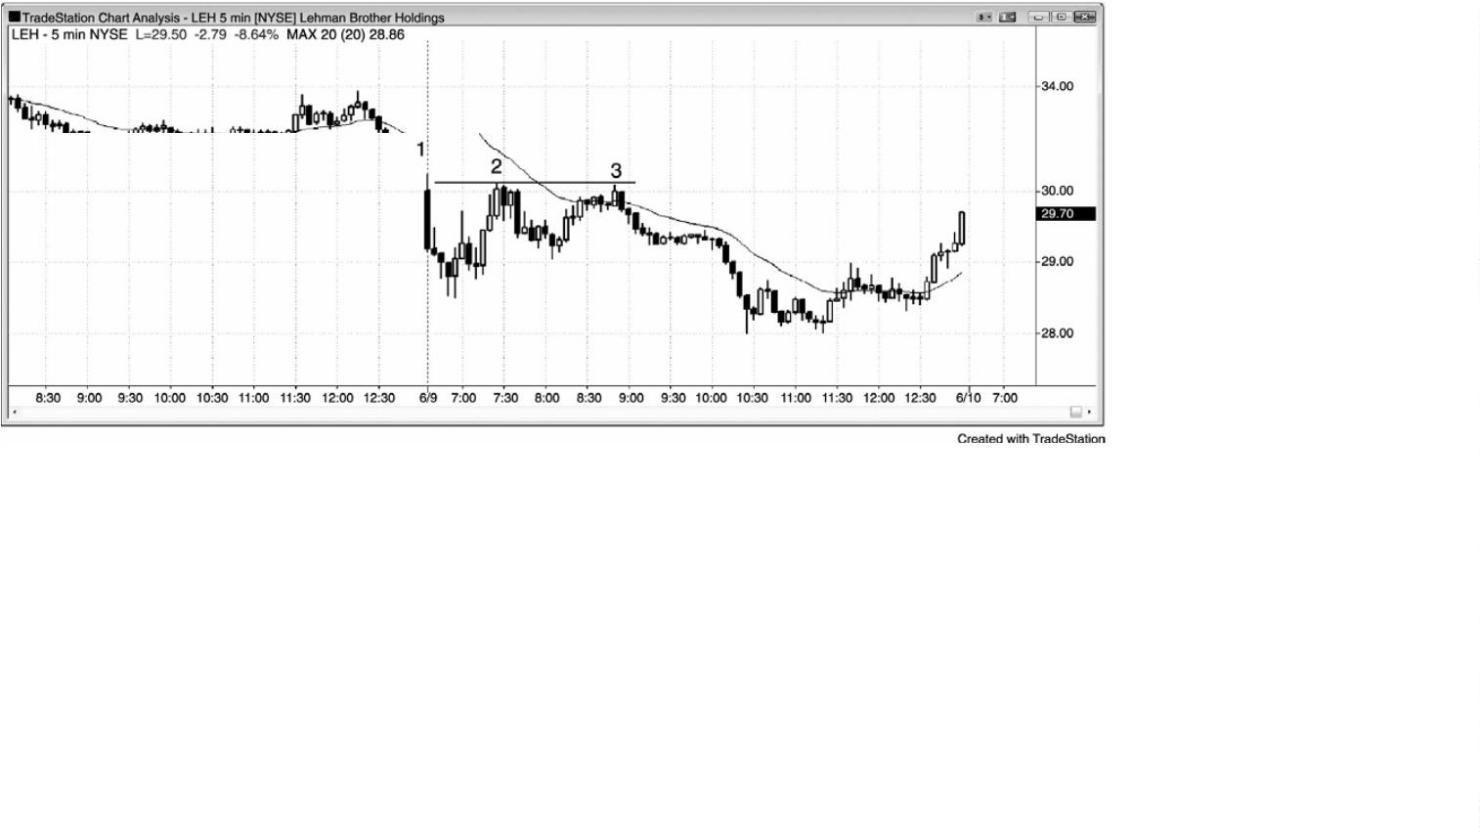 TradeStation Chart Analysis - LEH 5 min [NYSE] Lehman Brother Holdings
LEH - 5 min NYSE L=29.50 -2.79 -8.64% MAX 20 (20) 28.86
34.00
1
2
3
30.00
29.70
29.00
28.00
8:30 9:00 9:30 10:00 10:30 11:00 11:30 12:00 12:30 6/9 7:00 7:30 8:00 8:30 9:00 9:30 10:00 10:30 11:00 11:30 12:00 12:30 6/10 7:00
Created with TradeStation